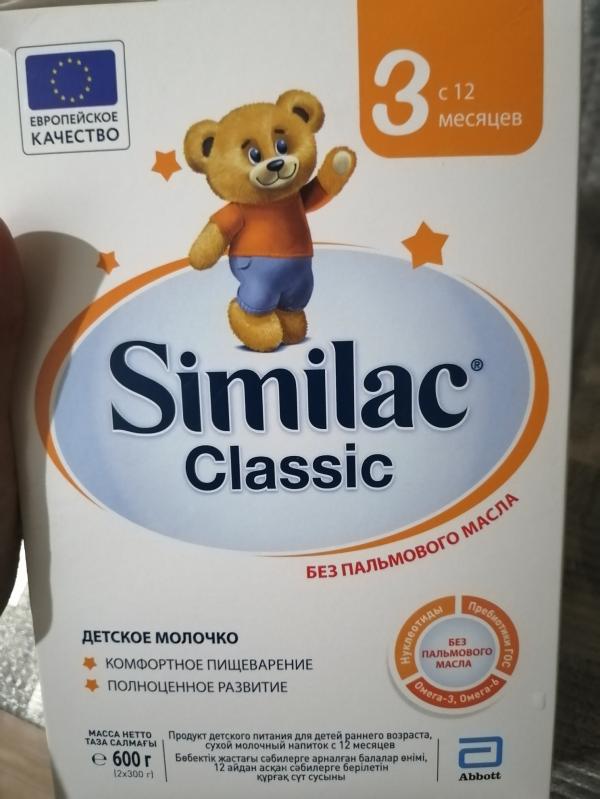 ЕВРОПЕЙСКОЕ
КАЧЕСТВО
3
с 12
месяцев
Similac®
Classic
БЕЗ ПАЛЬМОВОГО МАСЛА
ДЕТСКОЕ МОЛОЧКО
КОМФОРТНОЕ ПИЩЕВАРЕНИЕ
ПОЛНОЦЕННОЕ РАЗВИТИЕ
Нуклеотиды
Пребиотики ГОС
БЕЗ
ПАЛЬМОВОГО
МАСЛА
Омега-3, Омега-6
МАССА НЕТТО
ТАЗА САЛМАҒЫ
℮ 600 г
(2х300 г)
Продукт детского питания для детей раннего возраста,
сухой молочный напиток с 12 месяцев
Бөбектік жастағы сәбилерге арналған балалар өнімі,
12 айдан асқан сәбилерге берілетін
құрғақ сүт сусыны
Abbott